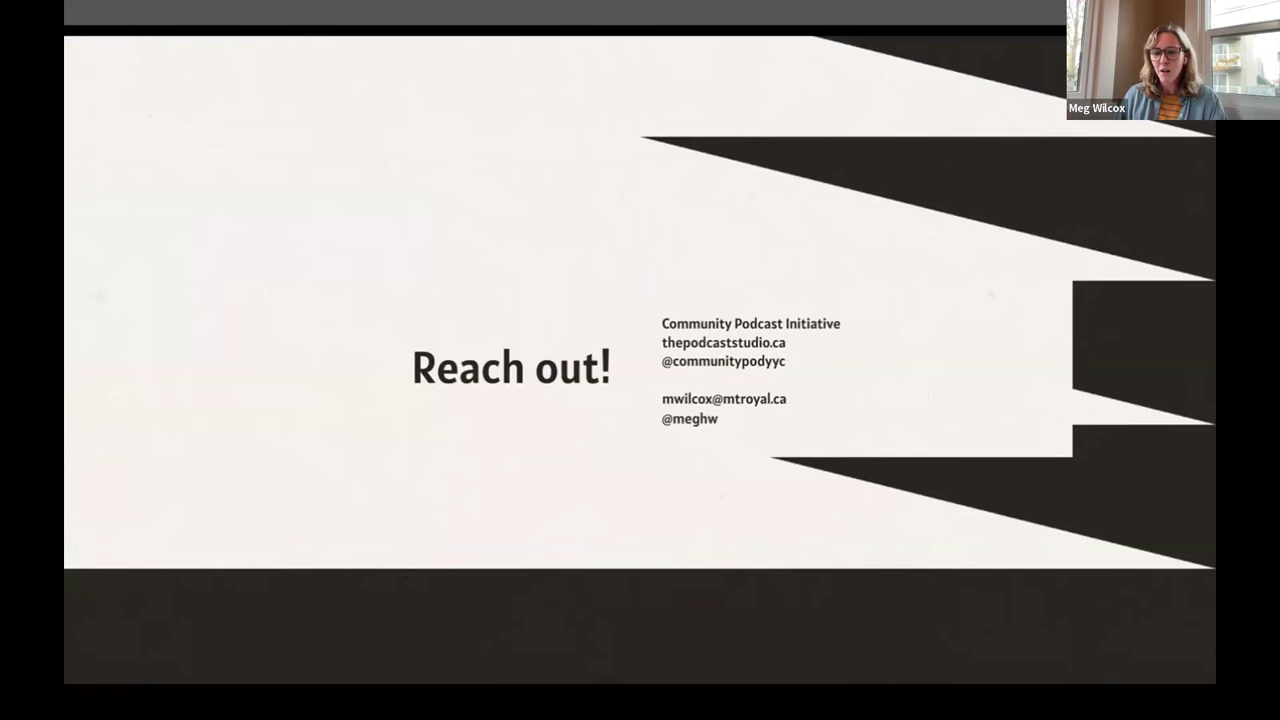 Meg Wilcox
Reach out!
Community Podcast Initiative
thepodcaststudio.ca
@communitypodyyc
mwilcox@mtroyal.ca
@meghw